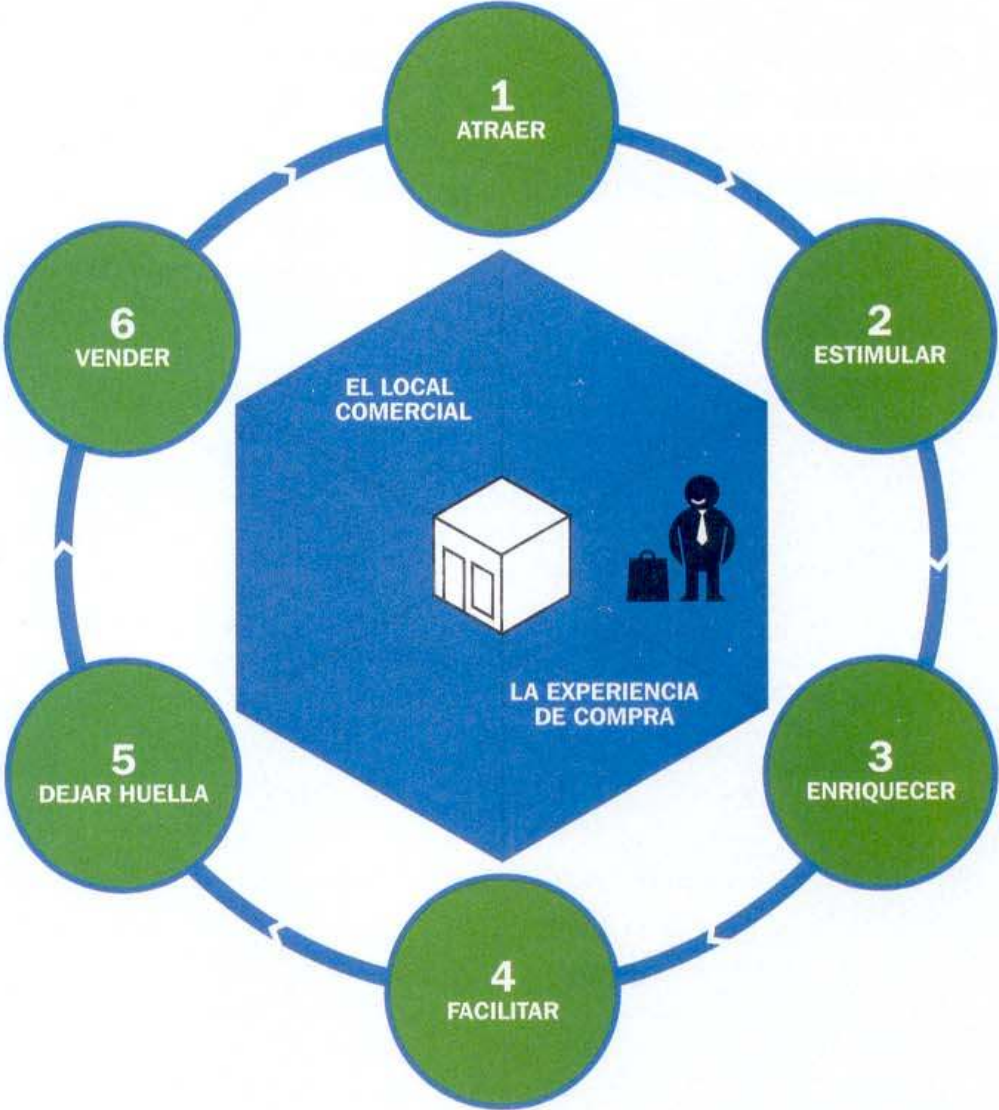 1
ATRAER
2
ESTIMULAR
3
ENRIQUECER
4
FACILITAR
5
DEJAR HUELLA
6
VENDER
EL LOCAL
COMERCIAL
LA EXPERIENCIA
DE COMPRA